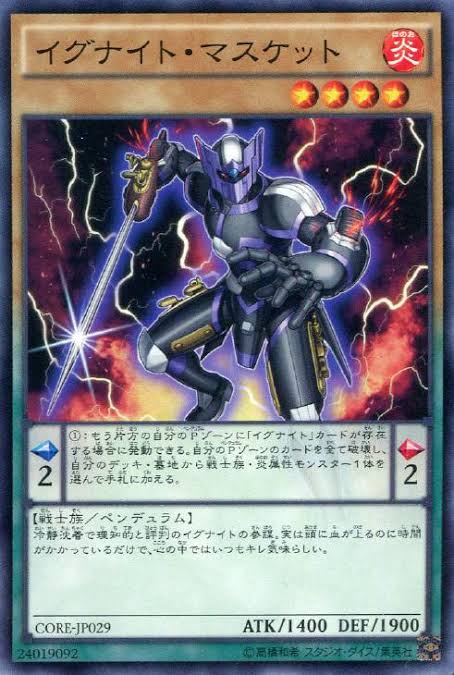 イグナイト・マスケット
ほのお
炎
2
①：もう片方の自分のPゾーンに「イグナイト」カードが存在
する場合に発動できる。自分のPゾーンのカードを全て破壊し、
自分のデッキ・墓地から戦士族・炎属性モンスター1体を
選んで手札に加える。
2
【戦士族／ペンデュラム】
冷静沈着で理知的と評判のイグナイトの参謀。実は頭に血が上るのに時間
がかかっているだけで、心の中ではいつもキレ気味らしい。
CORE-JP029
ATK/1400 DEF/1900
24019092
©高橋和希 スタジオ・ダイス/集英社